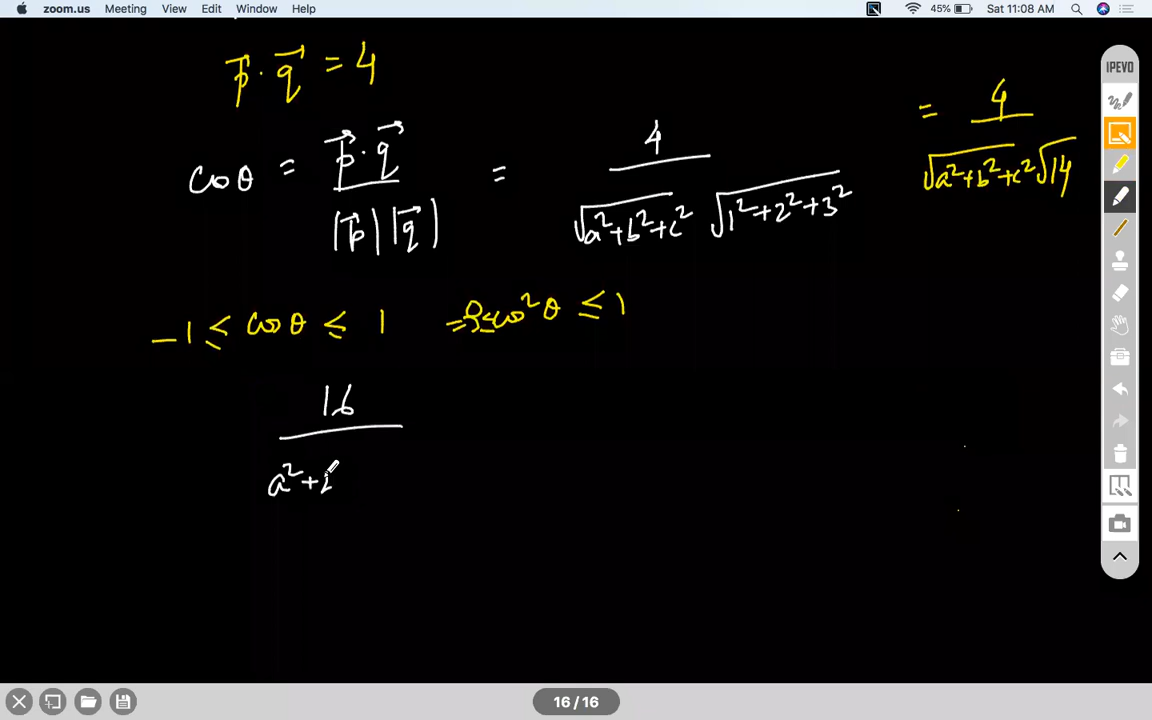 zoom.us Meeting View Edit Window Help 45% Sat 11:08 AM
IPEVO
p⃗ · q⃗ = 4
cos θ = p⃗ · q⃗ / |p⃗| |q⃗| = 4 / √a²+b²+c² √1²+2²+3² = 4 / √a²+b²+c² √14
−1 ≤ cos θ ≤ 1 cos² θ ≤ 1
16
a² +
16 / 16